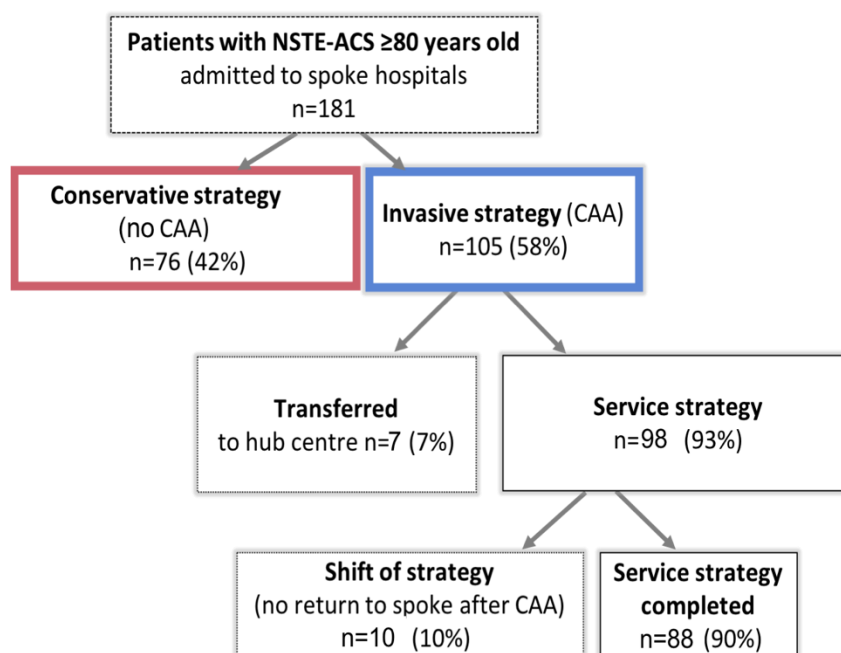 Patients with NSTE-ACS ≥80 years old
admitted to spoke hospitals
n=181
Conservative strategy
(no CAA)
n=76 (42%)
Invasive strategy (CAA)
n=105 (58%)
Transferred
to hub centre n=7 (7%)
Service strategy
n=98 (93%)
Shift of strategy
(no return to spoke after CAA)
n=10 (10%)
Service strategy
completed
n=88 (90%)